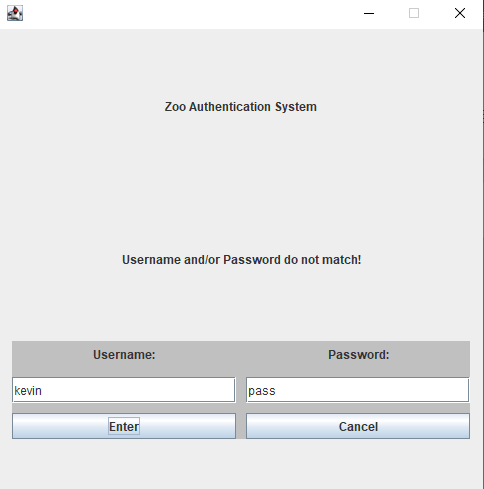 Zoo Authentication System
Username and/or Password do not match!
Username: Password:
kevin pass
Enter Cancel